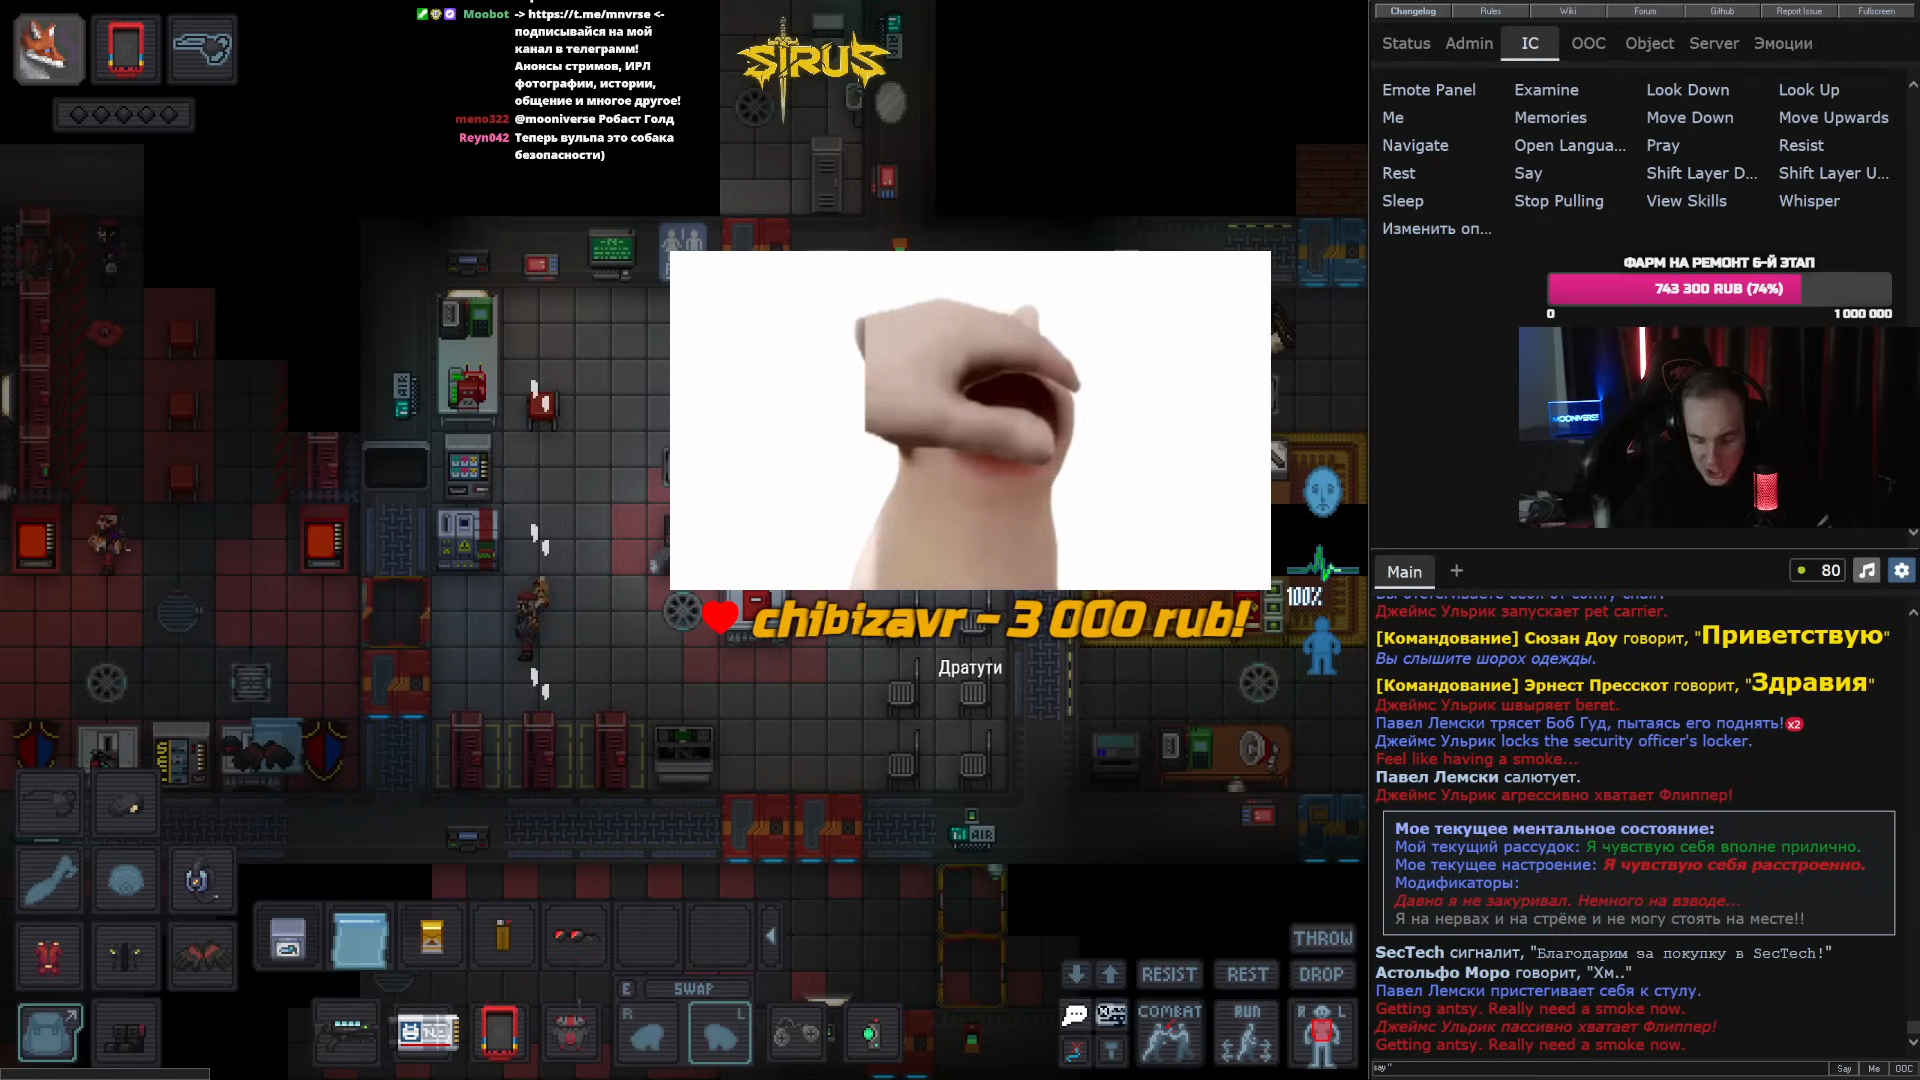 Moobot -> https://t.me/mnvrse <-
подписывайся на мой
канал в телеграмм!
Анонсы стримов, ИРЛ
фотографии, истории,
общение и многое другое!
meno322 @mooniverse Робаст Голд
Reyn042 Теперь вульпа это собака
безопасности)
SIRUS
chibizavr – 3 000 rub!
Дратути
100%
AIR
E SWAP
R L
THROW
RESIST REST DROP
COMBAT RUN R L
Changelog Rules Wiki Forum Github Report Issue Fullscreen
Status Admin IC OOC Object Server Эмоции
Emote Panel Examine Look Down Look Up
Me Memories Move Down Move Upwards
Navigate Open Langua... Pray Resist
Rest Say Shift Layer D... Shift Layer U...
Sleep Stop Pulling View Skills Whisper
Изменить оп...
ФАРМ НА РЕМОНТ 6-Й ЭТАП
743 300 RUB (74%)
0 1 000 000
MOONIVERSE
Main + 80
Джеймс Ульрик запускает pet carrier.
[Командование] Сюзан Доу говорит, "Приветствую"
Вы слышите шорох одежды.
[Командование] Эрнест Пресскот говорит, "Здравия"
Джеймс Ульрик швыряет beret.
Павел Лемски трясет Боб Гуд, пытаясь его поднять! x2
Джеймс Ульрик locks the security officer's locker.
Feel like having a smoke...
Павел Лемски салютует.
Джеймс Ульрик агрессивно хватает Флиппер!
Мое текущее ментальное состояние:
Мой текущий рассудок: Я чувствую себя вполне прилично.
Мое текущее настроение: Я чувствую себя расстроенно.
Модификаторы:
Давно я не закуривал. Немного на взводе...
Я на нервах и на стрёме и не могу стоять на месте!!
SecTech сигналит, "Благодарим за покупку в SecTech!"
Астольфо Моро говорит, "Хм.."
Павел Лемски пристегивает себя к стулу.
Getting antsy. Really need a smoke now.
Джеймс Ульрик пассивно хватает Флиппер!
Getting antsy. Really need a smoke now.
say" Say Me OOC